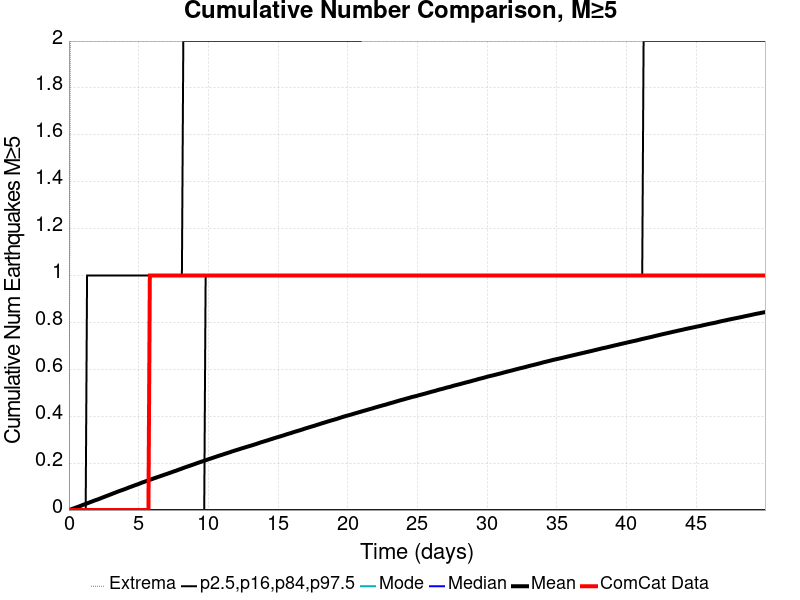 Cumulative Number Comparison, M≥5
Cumulative Num Earthquakes M≥5
2
1.8
1.6
1.4
1.2
1
0.8
0.6
0.4
0.2
0
0 5 10 15 20 25 30 35 40 45
Time (days)
Extrema p2.5,p16,p84,p97.5 Mode Median Mean ComCat Data